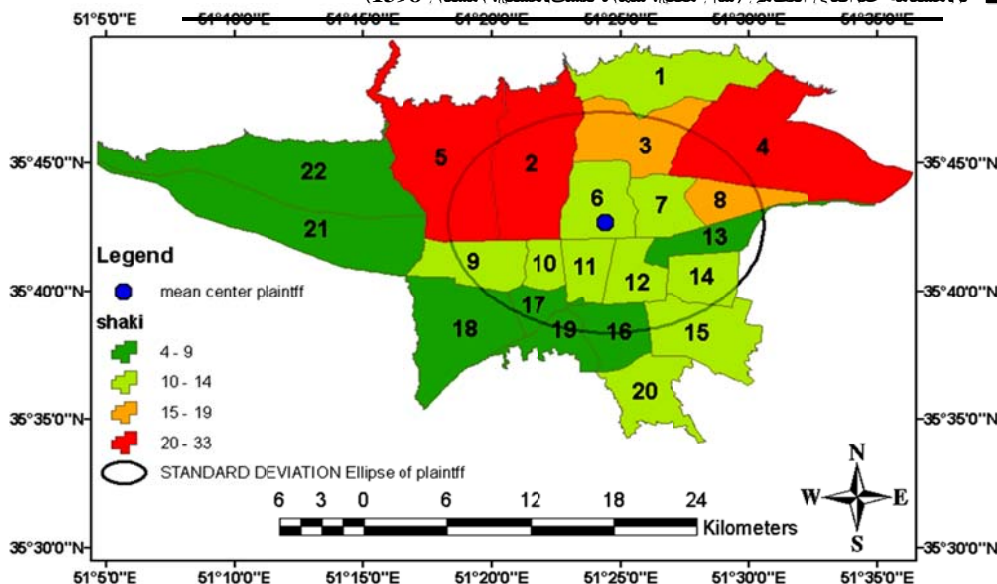 51°5'0"E 51°10'0"E 51°15'0"E 51°20'0"E 51°25'0"E 51°30'0"E 51°35'0"E
1
35°45'0"N 5 2 3 4 35°45'0"N
22
6 7 8
21 13
9 10 11 12 14
35°40'0"N 35°40'0"N
17
18 19 16 15
20
35°35'0"N 35°35'0"N
35°30'0"N 35°30'0"N
Legend
mean center plaintff
shaki
4 - 9
10 - 14
15 - 19
20 - 33
STANDARD DEVIATION Ellipse of plaintff
6 3 0 6 12 18 24
Kilometers
N
W E
S
51°5'0"E 51°10'0"E 51°15'0"E 51°20'0"E 51°25'0"E 51°30'0"E 51°35'0"E